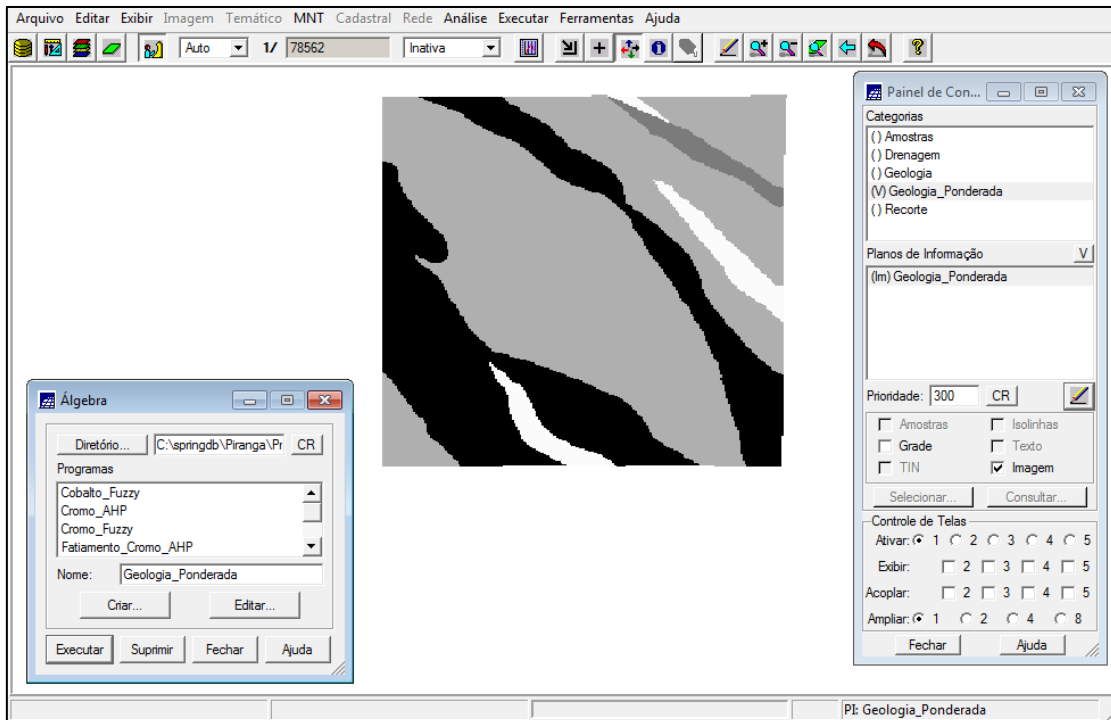 Arquivo Editar Exibir Imagem Temático MNT Cadastral Rede Análise Executar Ferramentas Ajuda
Auto 1/ 78562 Inativa
Painel de Con...
Categorias
( ) Amostras
( ) Drenagem
( ) Geologia
(V) Geologia_Ponderada
( ) Recorte
Planos de Informação V
(Im) Geologia_Ponderada
Prioridade: 300 CR
Amostras Isolinhas
Grade Texto
TIN Imagem
Selecionar... Consultar...
Controle de Telas
Ativar: 1 2 3 4 5
Exibir: 2 3 4 5
Acoplar: 2 3 4 5
Ampliar: 1 2 4 8
Fechar Ajuda
Álgebra
Diretório... C:\springdb\Piranga\Pr CR
Programas
Cobalto_Fuzzy
Cromo_AHP
Cromo_Fuzzy
Fatiamento_Cromo_AHP
Nome: Geologia_Ponderada
Criar... Editar...
Executar Suprimir Fechar Ajuda
PI: Geologia_Ponderada